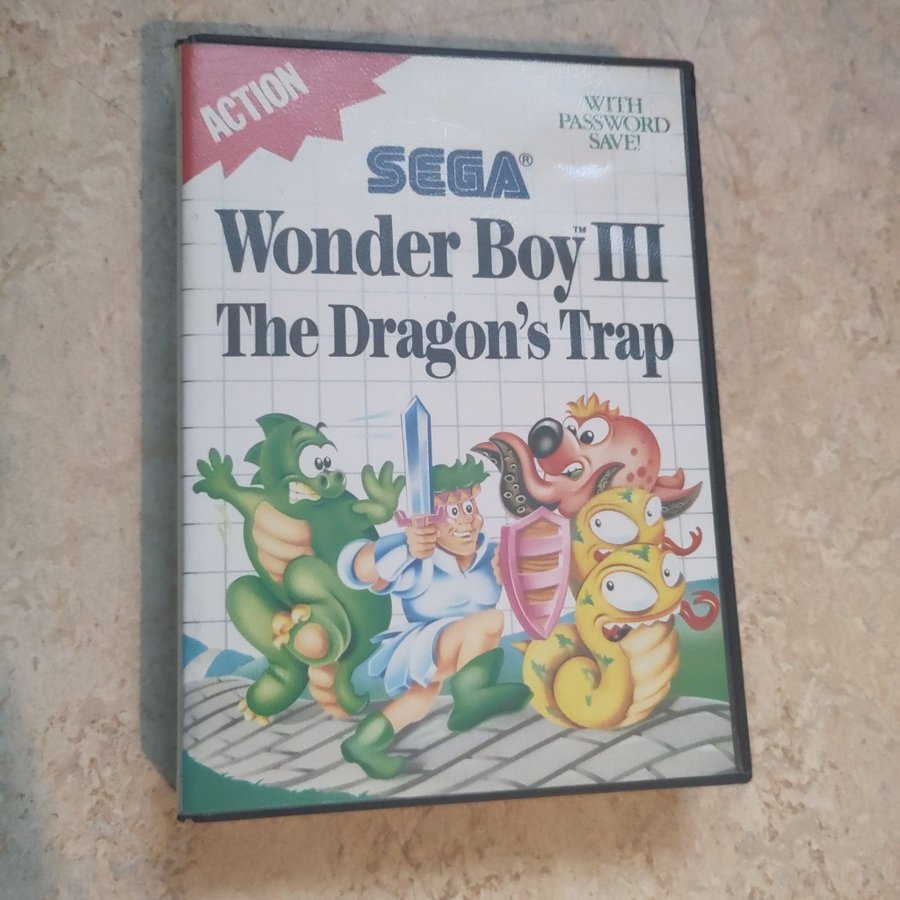 ACTION
WITH
PASSWORD
SAVE!
SEGA®
Wonder Boy™ III
The Dragon's Trap